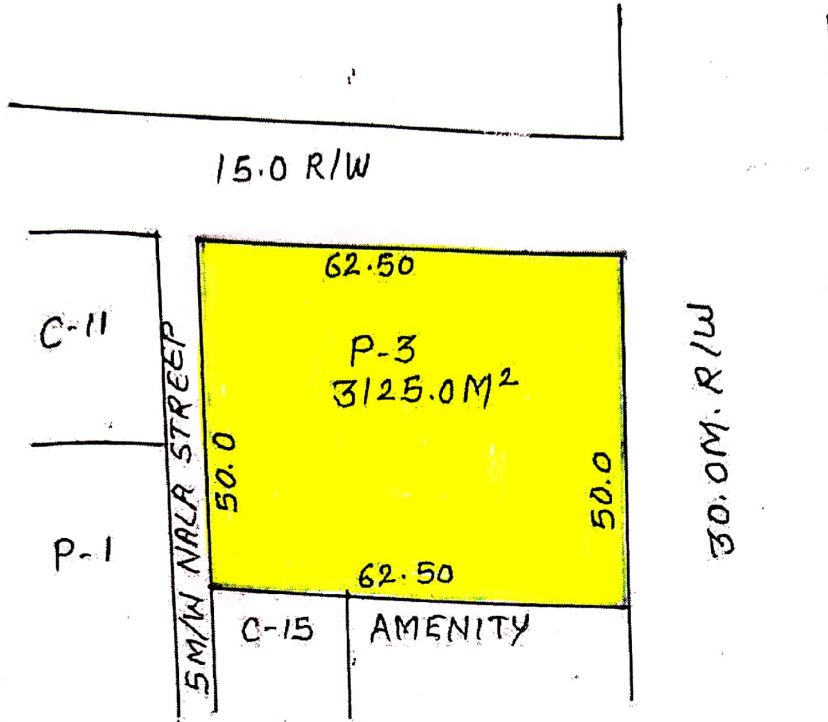 15.0 R/W
62.50
C-11
P-3
3125.0M²
5M/W NALA STREEP
50.0
50.0
30.0M. R/W
P-1
62.50
C-15
AMENITY